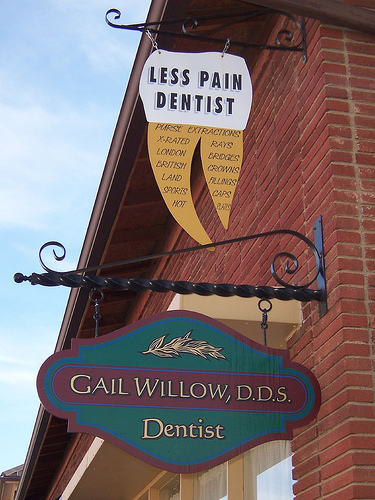 LESS PAIN
DENTIST
PURSE EXTRACTIONS
X-RATED RAYS
LONDON BRIDGES
BRITISH CROWNS
LAND FILLINGS
SPORTS CAPS
HOT
GAIL WILLOW, D.D.S.
Dentist